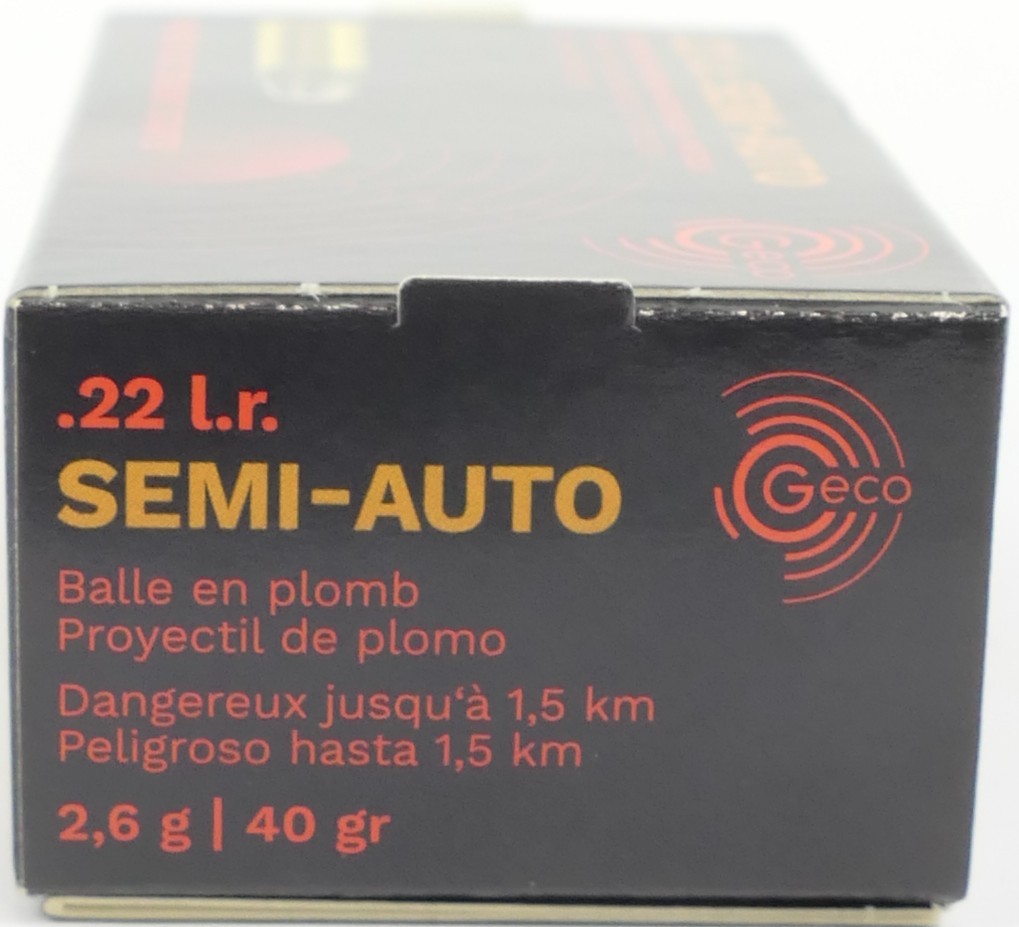 .22 l.r.
SEMI-AUTO
Geco
Balle en plomb
Proyectil de plomo
Dangereux jusqu‘à 1,5 km
Peligroso hasta 1,5 km
2,6 g | 40 gr
Geco